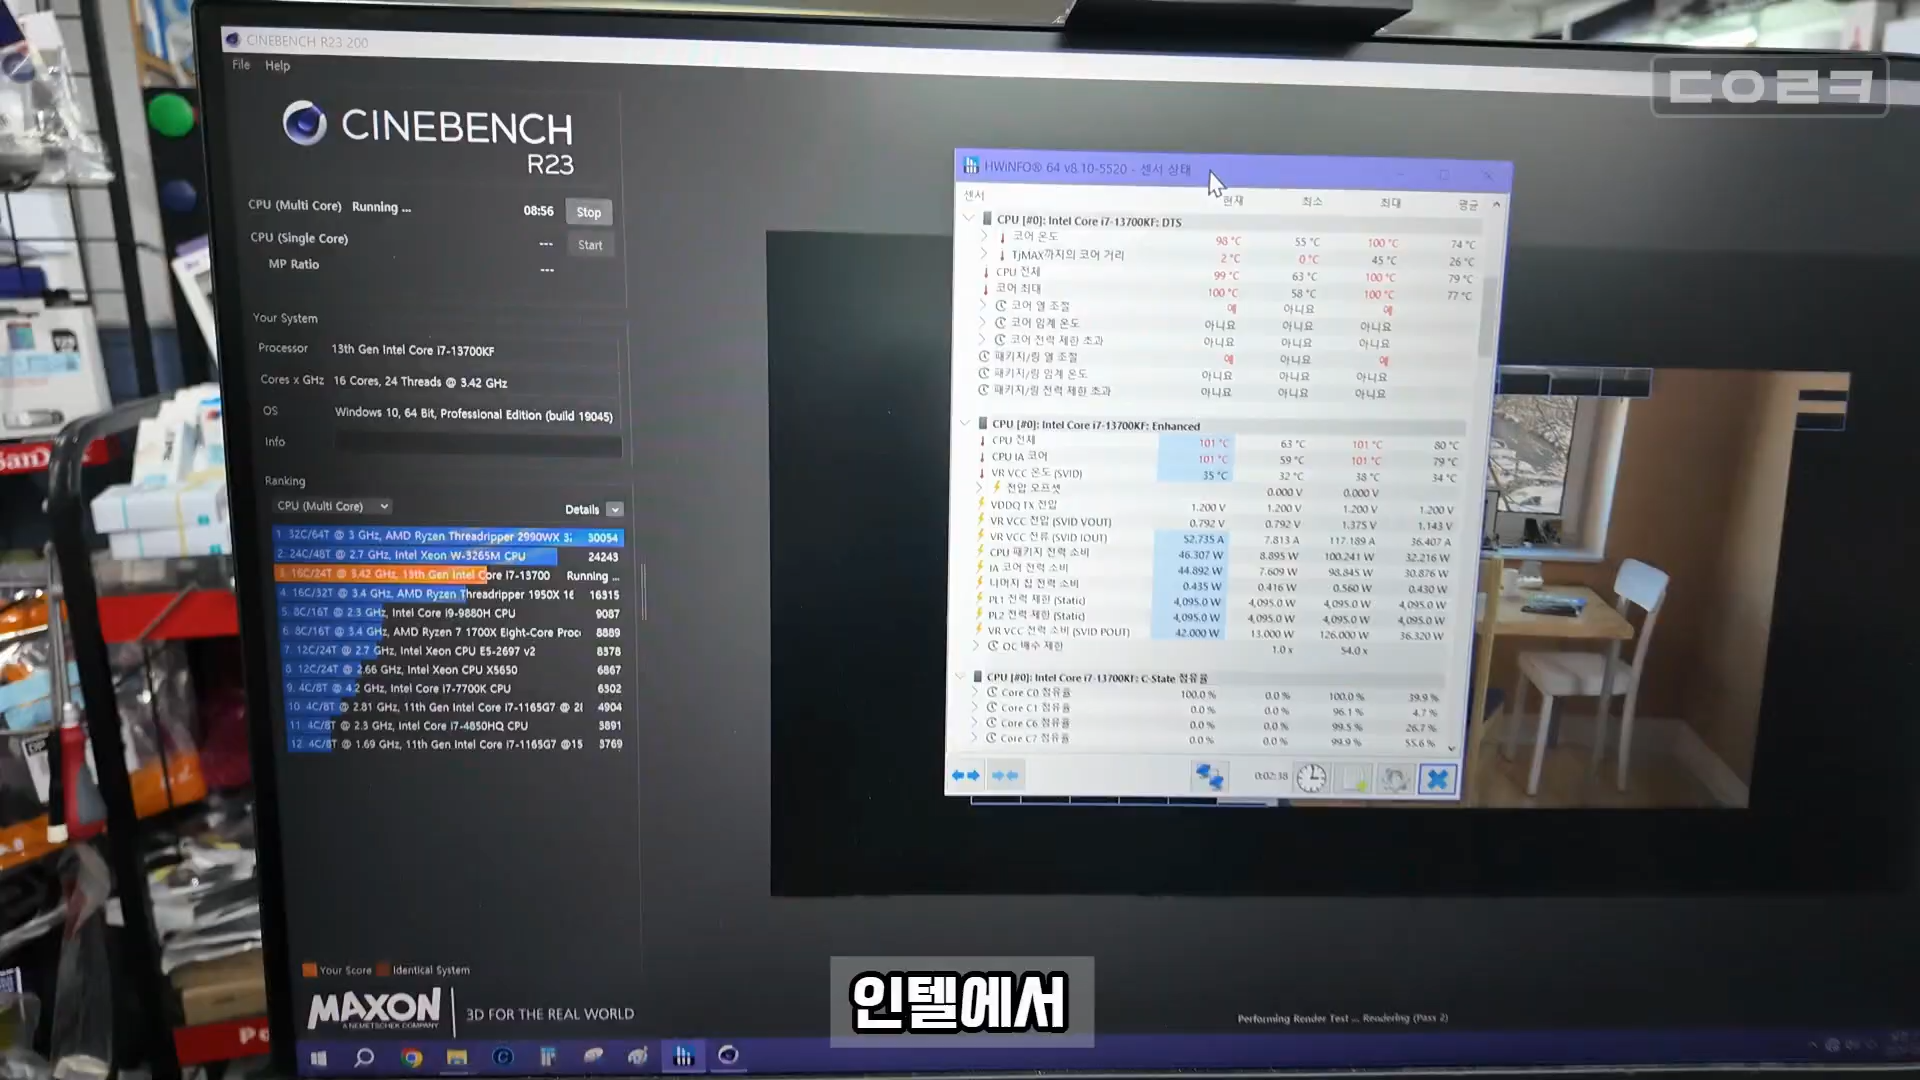 CINEBENCH R23 200
File Help
CINEBENCH
R23
CPU (Multi Core) Running ... 08:56 Stop
CPU (Single Core) --- Start
MP Ratio ---
Your System
Processor 13th Gen Intel Core i7-13700KF
Cores x GHz 16 Cores, 24 Threads @ 3.42 GHz
OS Windows 10, 64 Bit, Professional Edition (build 19045)
Info
Ranking
CPU (Multi Core) Details
1. 32C/64T @ 3 GHz, AMD Ryzen Threadripper 2990WX 3: 30054
2. 24C/48T @ 2.7 GHz, Intel Xeon W-3265M CPU 24243
3. 16C/24T @ 3.42 GHz, 13th Gen Intel Core i7-13700 Running ...
4. 16C/32T @ 3.4 GHz, AMD Ryzen Threadripper 1950X 16 16315
5. 8C/16T @ 2.3 GHz, Intel Core i9-9880H CPU 9087
6. 8C/16T @ 3.4 GHz, AMD Ryzen 7 1700X Eight-Core Proc 8889
7. 12C/24T @ 2.7 GHz, Intel Xeon CPU E5-2697 v2 8378
8. 12C/24T @ 2.66 GHz, Intel Xeon CPU X5650 6867
9. 4C/8T @ 4.2 GHz, Intel Core i7-7700K CPU 6302
10. 4C/8T @ 2.81 GHz, 11th Gen Intel Core i7-1165G7 @ 28 4904
11. 4C/8T @ 2.3 GHz, Intel Core i7-4850HQ CPU 3891
12. 4C/8T @ 1.69 GHz, 11th Gen Intel Core i7-1165G7 @15 3769
Your Score Identical System
MAXON
A NEMETSCHEK COMPANY
3D FOR THE REAL WORLD
HWiNFO® 64 v8.10-5520 - 센서 상태
센서 현재 최소 최대 평균
CPU [#0]: Intel Core i7-13700KF: DTS
코어 온도 98 °C 55 °C 100 °C 74 °C
TjMAX까지의 코어 거리 2 °C 0 °C 45 °C 26 °C
CPU 전체 99 °C 63 °C 100 °C 79 °C
코어 최대 100 °C 58 °C 100 °C 77 °C
코어 열 조절 예 아니요 예
코어 임계 온도 아니요 아니요 아니요
코어 전력 제한 초과 아니요 아니요 아니요
패키지/링 열 조절 예 아니요 예
패키지/링 임계 온도 아니요 아니요 아니요
패키지/링 전력 제한 초과 아니요 아니요 아니요
CPU [#0]: Intel Core i7-13700KF: Enhanced
CPU 전체 101 °C 63 °C 101 °C 80 °C
CPU IA 코어 101 °C 59 °C 101 °C 79 °C
VR VCC 온도 (SVID) 35 °C 32 °C 38 °C 34 °C
전압 오프셋 0.000 V 0.000 V
VDDQ TX 전압 1.200 V 1.200 V 1.200 V 1.200 V
VR VCC 전압 (SVID VOUT) 0.792 V 0.792 V 1.375 V 1.143 V
VR VCC 전류 (SVID IOUT) 52.735 A 7.813 A 117.189 A 36.407 A
CPU 패키지 전력 소비 46.307 W 8.895 W 100.241 W 32.216 W
IA 코어 전력 소비 44.892 W 7.609 W 98.845 W 30.876 W
나머지 칩 전력 소비 0.435 W 0.416 W 0.560 W 0.430 W
PL1 전력 제한 (Static) 4,095.0 W 4,095.0 W 4,095.0 W 4,095.0 W
PL2 전력 제한 (Static) 4,095.0 W 4,095.0 W 4,095.0 W 4,095.0 W
VR VCC 전력 소비 (SVID POUT) 42.000 W 13.000 W 126.000 W 36.320 W
OC 배수 제한 1.0 x 54.0 x
CPU [#0]: Intel Core i7-13700KF: C-State 점유율
Core C0 점유율 100.0 % 0.0 % 100.0 % 39.9 %
Core C1 점유율 0.0 % 0.0 % 96.1 % 4.7 %
Core C6 점유율 0.0 % 0.0 % 99.5 % 26.7 %
Core C7 점유율 0.0 % 0.0 % 99.9 % 55.6 %
0:02:38
Performing Render Test ... Rendering (Pass 2)
인텔에서